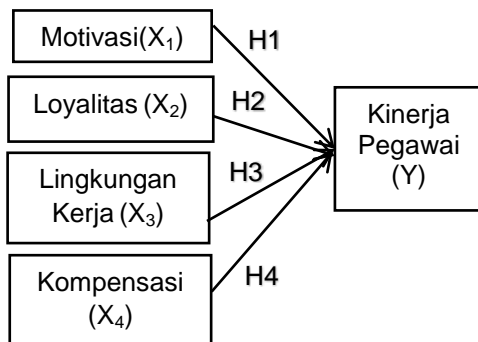 Motivasi(X₁)
H1
Loyalitas (X₂)
H2
Kinerja
Pegawai
(Y)
Lingkungan
Kerja (X₃)
H3
Kompensasi
(X₄)
H4